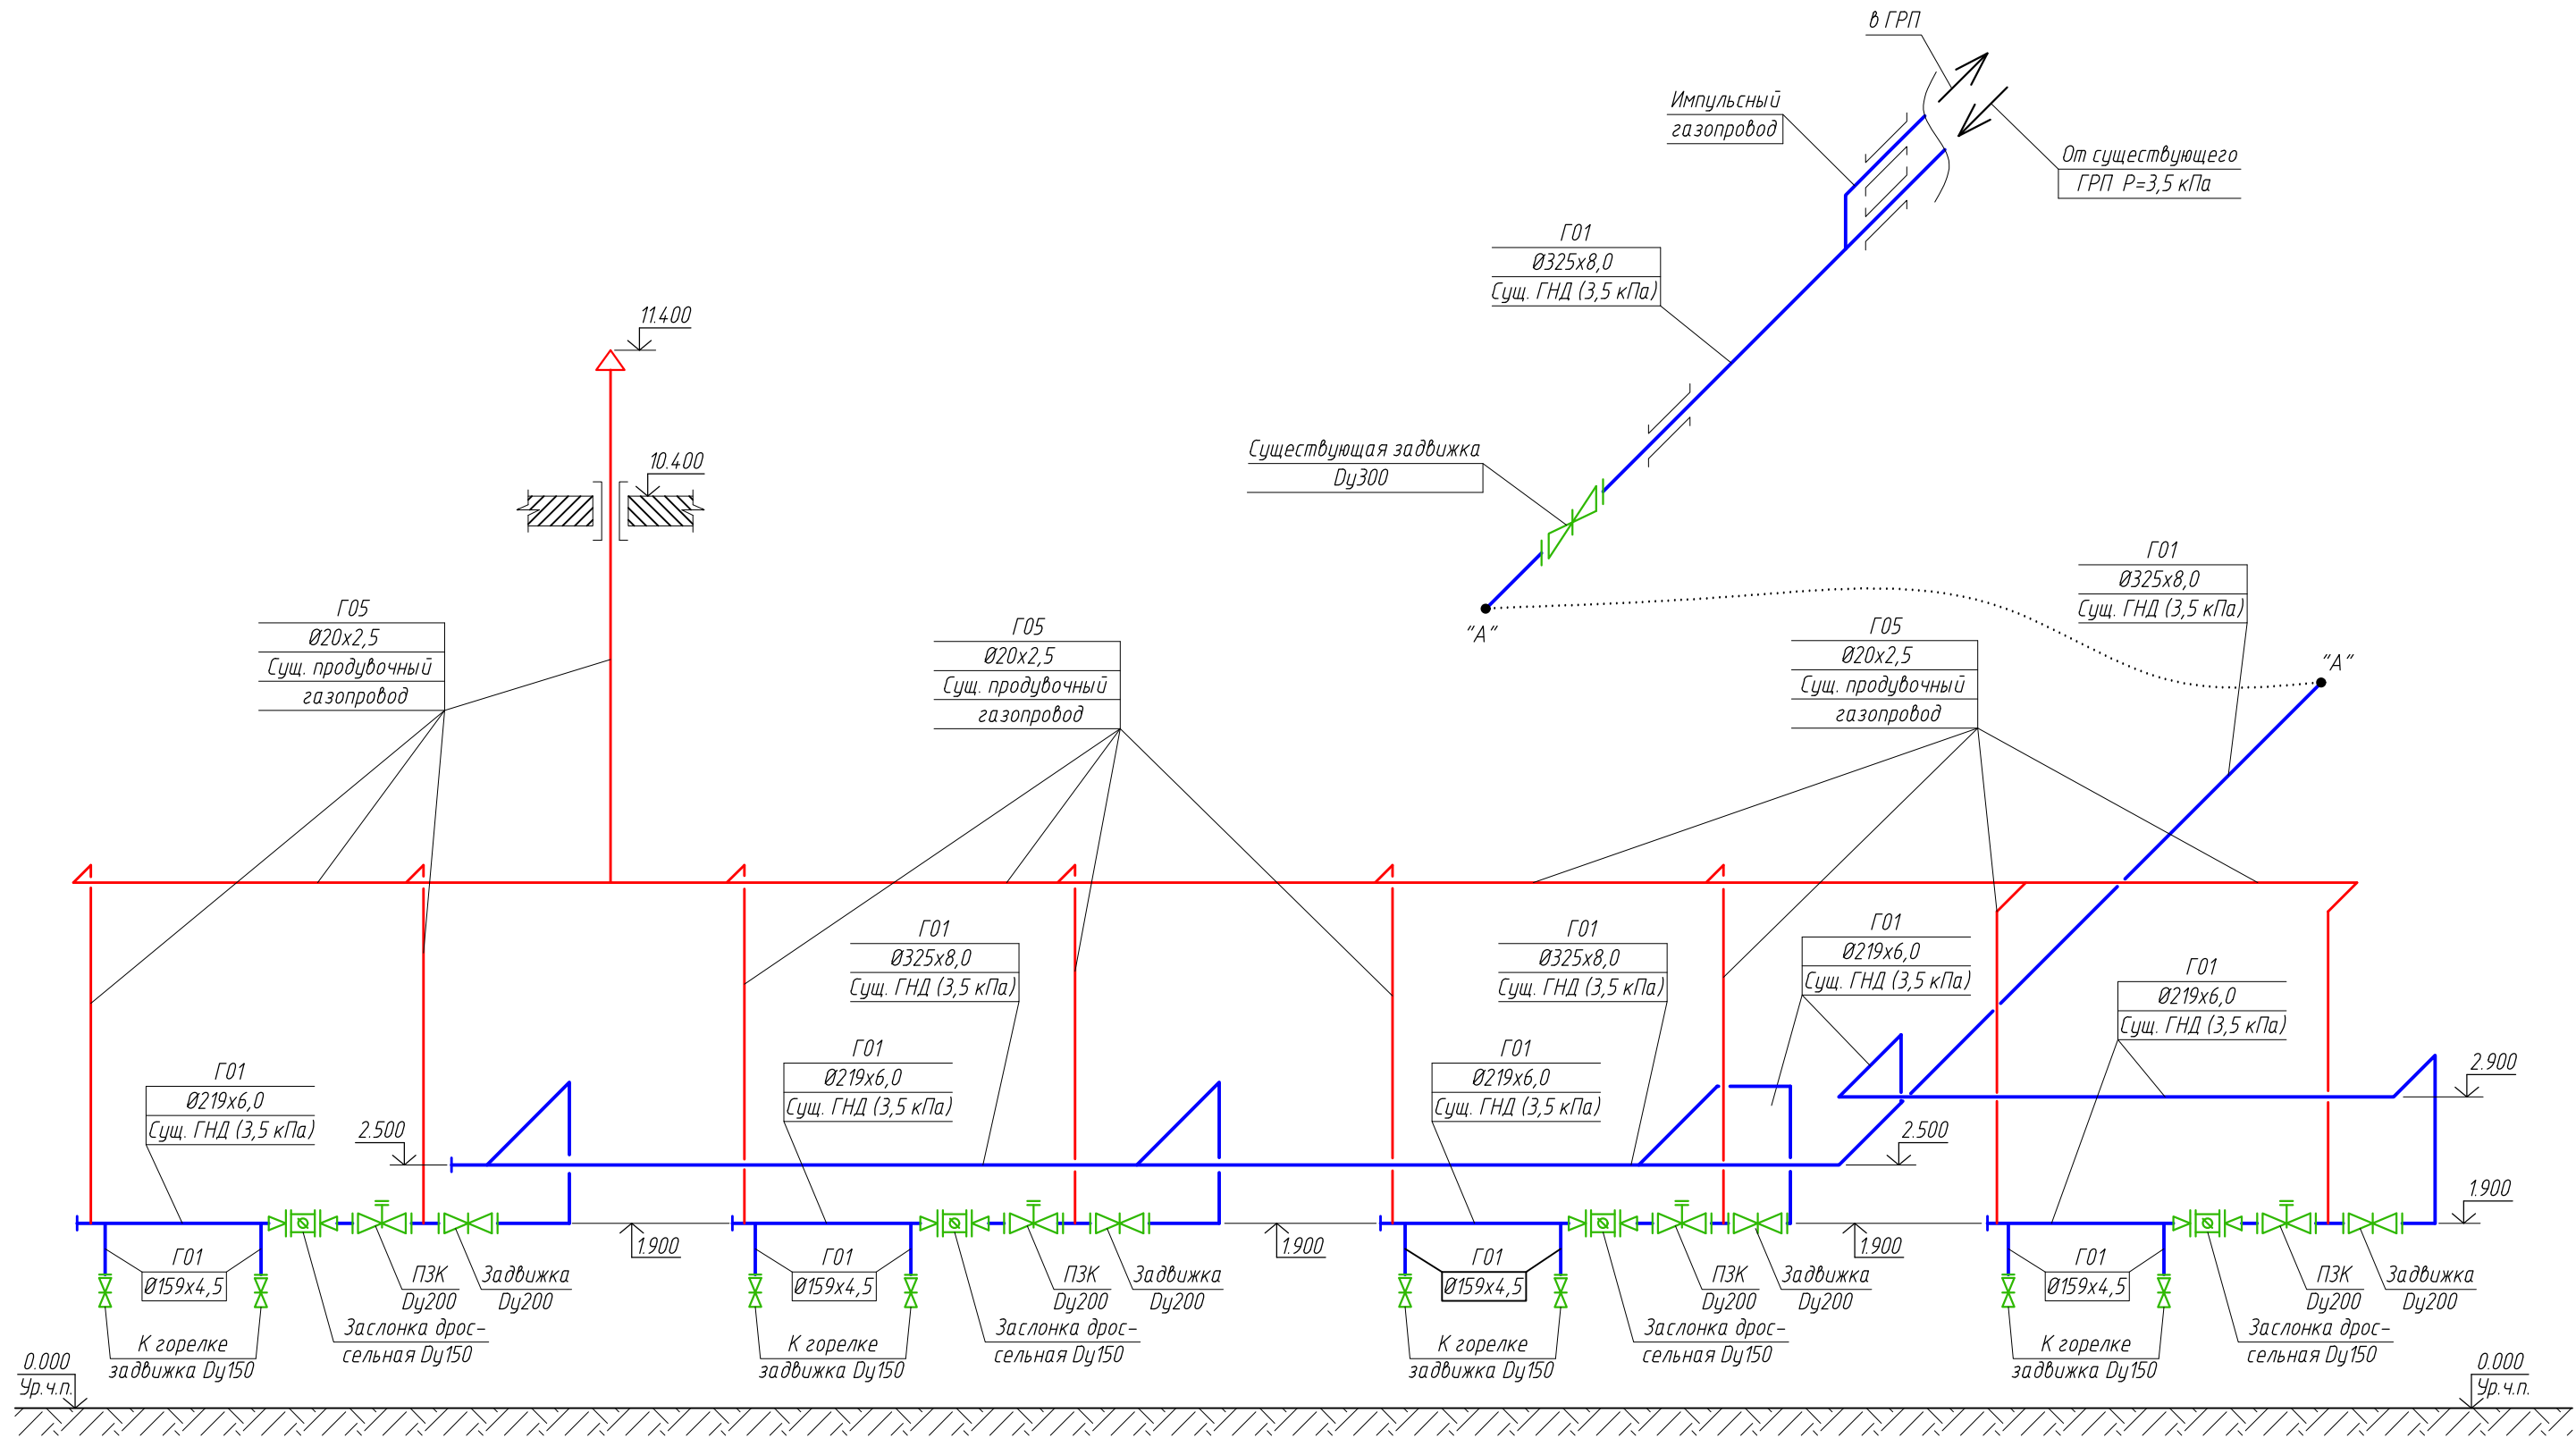 в ГРП
Импульсный
газопровод
От существующего
ГРП Р=3,5 кПа
Г01
Ø325х8,0
Сущ. ГНД (3,5 кПа)
11.400
10.400
Существующая задвижка
Dу300
Г01
Ø325х8,0
Сущ. ГНД (3,5 кПа)
"А"
"А"
Г05
Ø20х2,5
Сущ. продувочный
газопровод
Г05
Ø20х2,5
Сущ. продувочный
газопровод
Г05
Ø20х2,5
Сущ. продувочный
газопровод
Г01
Ø325х8,0
Сущ. ГНД (3,5 кПа)
Г01
Ø325х8,0
Сущ. ГНД (3,5 кПа)
Г01
Ø219х6,0
Сущ. ГНД (3,5 кПа)
Г01
Ø219х6,0
Сущ. ГНД (3,5 кПа)
Г01
Ø219х6,0
Сущ. ГНД (3,5 кПа)
Г01
Ø219х6,0
Сущ. ГНД (3,5 кПа)
Г01
Ø219х6,0
Сущ. ГНД (3,5 кПа)
2.900
2.500
2.500
1.900
1.900
1.900
1.900
Г01
Ø159х4,5
ПЗК
Dу200
Задвижка
Dу200
Заслонка дрос-
сельная Dу150
К горелке
задвижка Dу150
Г01
Ø159х4,5
ПЗК
Dу200
Задвижка
Dу200
Заслонка дрос-
сельная Dу150
К горелке
задвижка Dу150
Г01
Ø159х4,5
ПЗК
Dу200
Задвижка
Dу200
Заслонка дрос-
сельная Dу150
К горелке
задвижка Dу150
Г01
Ø159х4,5
ПЗК
Dу200
Задвижка
Dу200
Заслонка дрос-
сельная Dу150
К горелке
задвижка Dу150
0.000
Ур.ч.п.
0.000
Ур.ч.п.